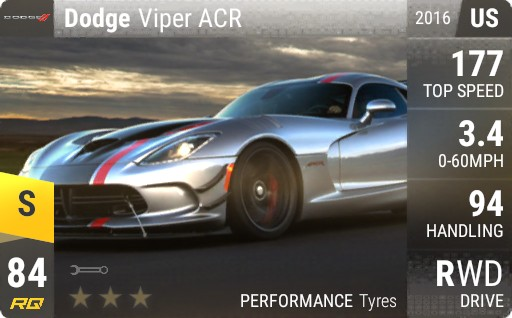 DODGE
Dodge Viper ACR
2016 US
177
TOP SPEED
3.4
0-60MPH
94
HANDLING
S
84
RQ
RWD
DRIVE
PERFORMANCE Tyres